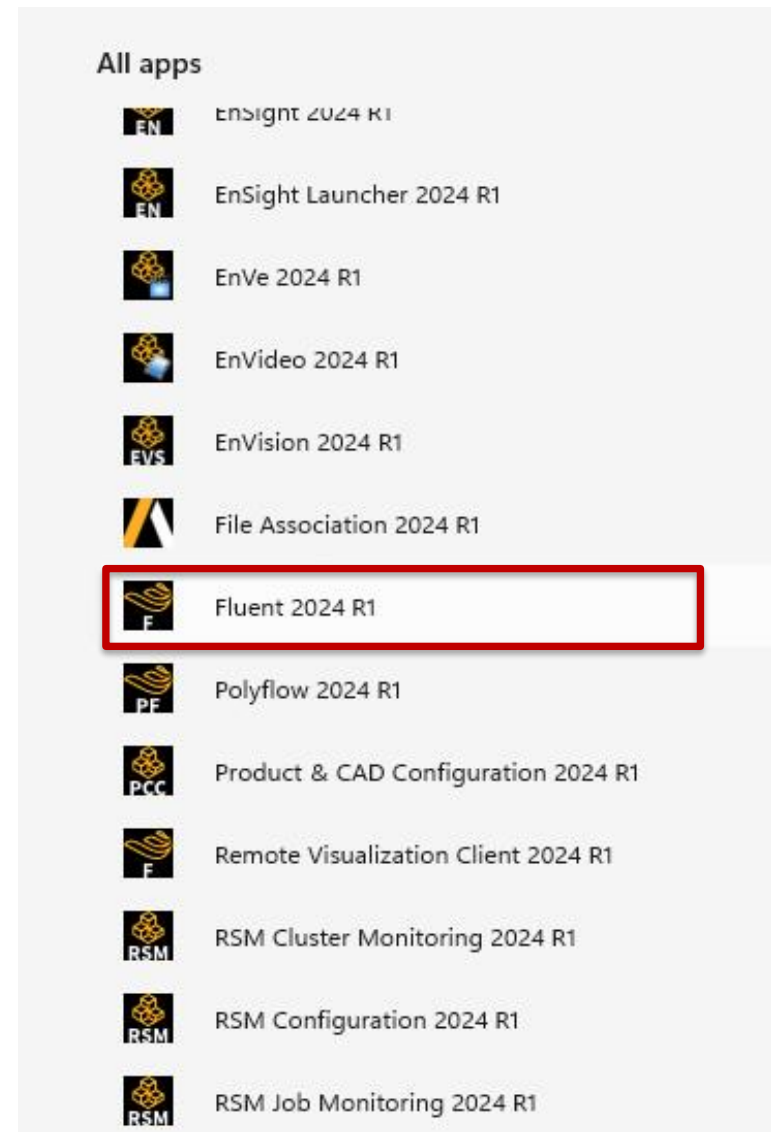 All apps
EN EnSight 2024 R1
EN EnSight Launcher 2024 R1
EnVe 2024 R1
EnVideo 2024 R1
EVS EnVision 2024 R1
File Association 2024 R1
F Fluent 2024 R1
PF Polyflow 2024 R1
PCC Product & CAD Configuration 2024 R1
F Remote Visualization Client 2024 R1
RSM RSM Cluster Monitoring 2024 R1
RSM RSM Configuration 2024 R1
RSM RSM Job Monitoring 2024 R1